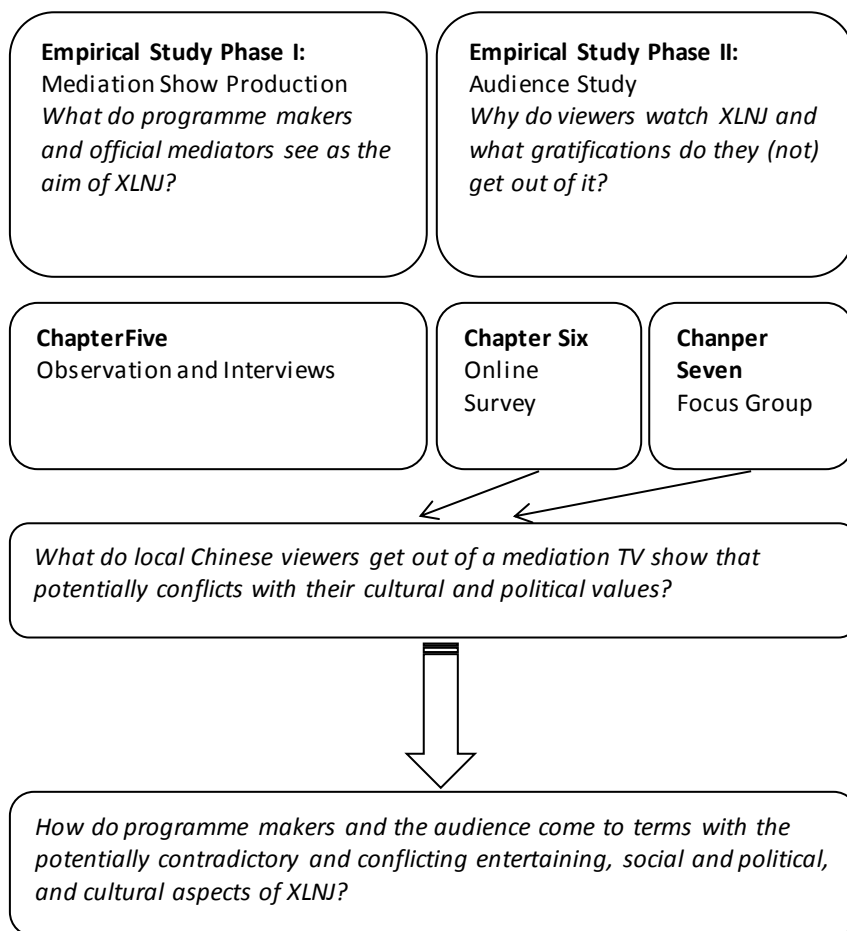 Empirical Study Phase I:
Mediation Show Production
What do programme makers
and official mediators see as the
aim of XLNJ?
Empirical Study Phase II:
Audience Study
Why do viewers watch XLNJ and
what gratifications do they (not)
get out of it?
ChapterFive
Observation and Interviews
Chapter Six
Online
Survey
Chanper
Seven
Focus Group
What do local Chinese viewers get out of a mediation TV show that
potentially conflicts with their cultural and political values?
How do programme makers and the audience come to terms with the
potentially contradictory and conflicting entertaining, social and political,
and cultural aspects of XLNJ?